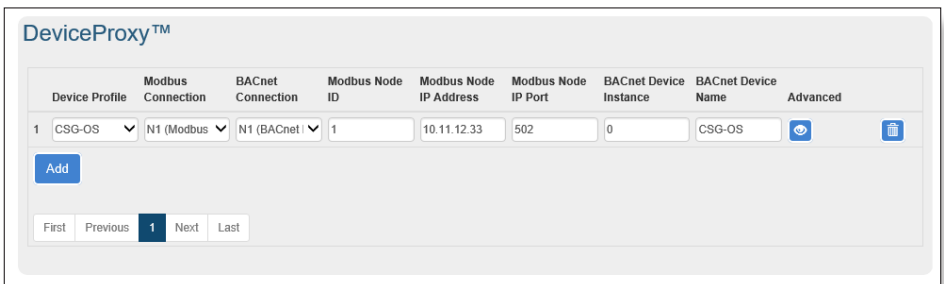 DeviceProxy™
Device Profile Modbus Connection BACnet Connection Modbus Node ID Modbus Node IP Address Modbus Node IP Port BACnet Device Instance BACnet Device Name Advanced
1 CSG-OS N1 (Modbus N1 (BACnet 1 10.11.12.33 502 0 CSG-OS
Add
First Previous 1 Next Last